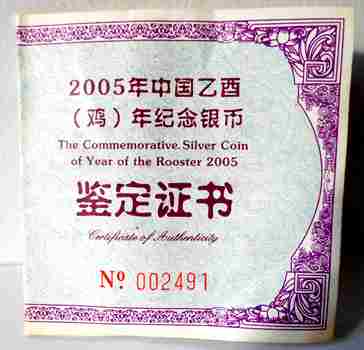 2005年中国乙酉
（鸡）年纪念银币
The Commemorative Silver Coin
of Year of the Rooster 2005
鉴定证书
Certificate of Authenticity
Nº 002491